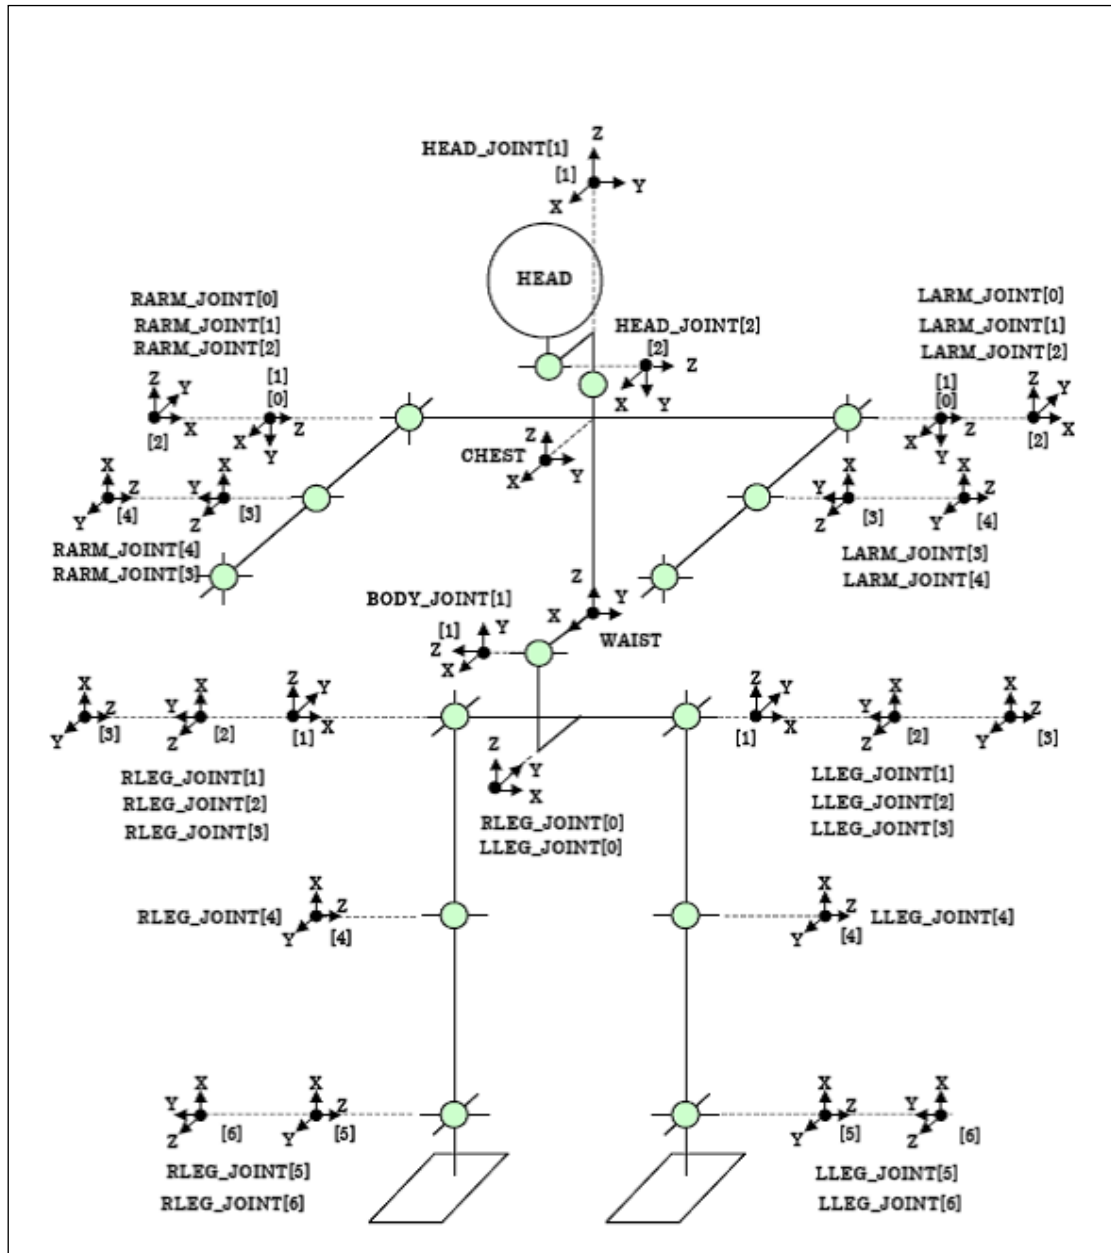 Z
HEAD_JOINT[1]
[1]
Y
X
HEAD
RARM_JOINT[0]
RARM_JOINT[1]
RARM_JOINT[2]
HEAD_JOINT[2]
[2]
Z
X
Y
LARM_JOINT[0]
LARM_JOINT[1]
LARM_JOINT[2]
Z
Y
X
[2]
[1]
[0]
Z
X
Y
[1]
[0]
Z
X
Y
Z
Y
X
[2]
CHEST
Z
Y
X
X
Z
Y
[4]
X
Y
Z
[3]
RARM_JOINT[4]
RARM_JOINT[3]
X
Y
Z
[3]
X
Z
Y
[4]
LARM_JOINT[3]
LARM_JOINT[4]
BODY_JOINT[1]
[1]
Y
Z
X
Z
Y
X
WAIST
X
Z
Y
[3]
X
Y
Z
[2]
Z
Y
X
[1]
Z
Y
X
[1]
X
Y
Z
[2]
X
Z
Y
[3]
RLEG_JOINT[1]
RLEG_JOINT[2]
RLEG_JOINT[3]
Z
Y
X
RLEG_JOINT[0]
LLEG_JOINT[0]
LLEG_JOINT[1]
LLEG_JOINT[2]
LLEG_JOINT[3]
RLEG_JOINT[4]
X
Z
Y
[4]
X
Z
Y
[4]
LLEG_JOINT[4]
X
Y
Z
[6]
X
Z
Y
[5]
X
Z
Y
[5]
X
Y
Z
[6]
RLEG_JOINT[5]
RLEG_JOINT[6]
LLEG_JOINT[5]
LLEG_JOINT[6]